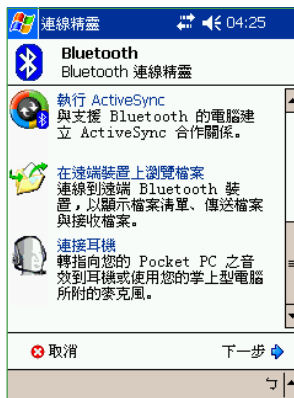 連線精靈 04:25
Bluetooth
Bluetooth 連線精靈
執行 ActiveSync
與支援 Bluetooth 的電腦建
立 ActiveSync 合作關係。
在遠端裝置上瀏覽檔案
連線到遠端 Bluetooth 裝
置，以顯示檔案清單、傳送檔案
與接收檔案。
連接耳機
轉指向您的 Pocket PC 之音
效到耳機或使用您的掌上型電腦
所附的麥克風。
取消 下一步
ㄅ